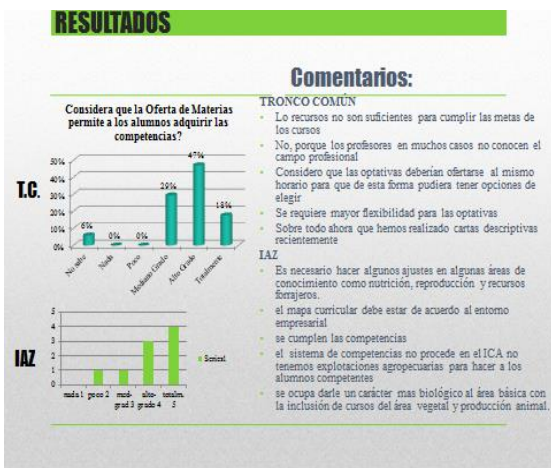 RESULTADOS
Comentarios:
Considera que la Oferta de Materias
permite a los alumnos adquirir las
competencias?
T.C.
50%
40%
30%
20%
10%
0%
6%
0%
0%
29%
47%
18%
No sabre
Nada
Poco
Mediano Grado
Alto Grado
Totalmente
IAZ
5
4
3
2
1
0
nada 1
poco 2
mod-
grad 3
alto-
grado 4
totalm.
5
Series1
TRONCO COMÚN
Lo recursos no son suficientes para cumplir las metas de
los cursos
No, porque los profesores en muchos casos no conocen el
campo profesional
Considero que las optativas deberían ofertarse al mismo
horario para que de esta forma pudiera tener opciones de
elegir
Se requiere mayor flexibilidad para las optativas
Sobre todo ahora que hemos realizado cartas descriptivas
recientemente
IAZ
Es necesario hacer algunos ajustes en algunas áreas de
conocimiento como nutrición, reproducción y recursos
forrajeros.
el mapa curricular debe estar de acuerdo al entorno
empresarial
se cumplen las competencias
el sistema de competencias no procede en el ICA no
tenemos explotaciones agropecuarias para hacer a los
alumnos competentes
se ocupa darle un carácter mas biológico al área básica con
la inclusión de cursos del área vegetal y producción animal.